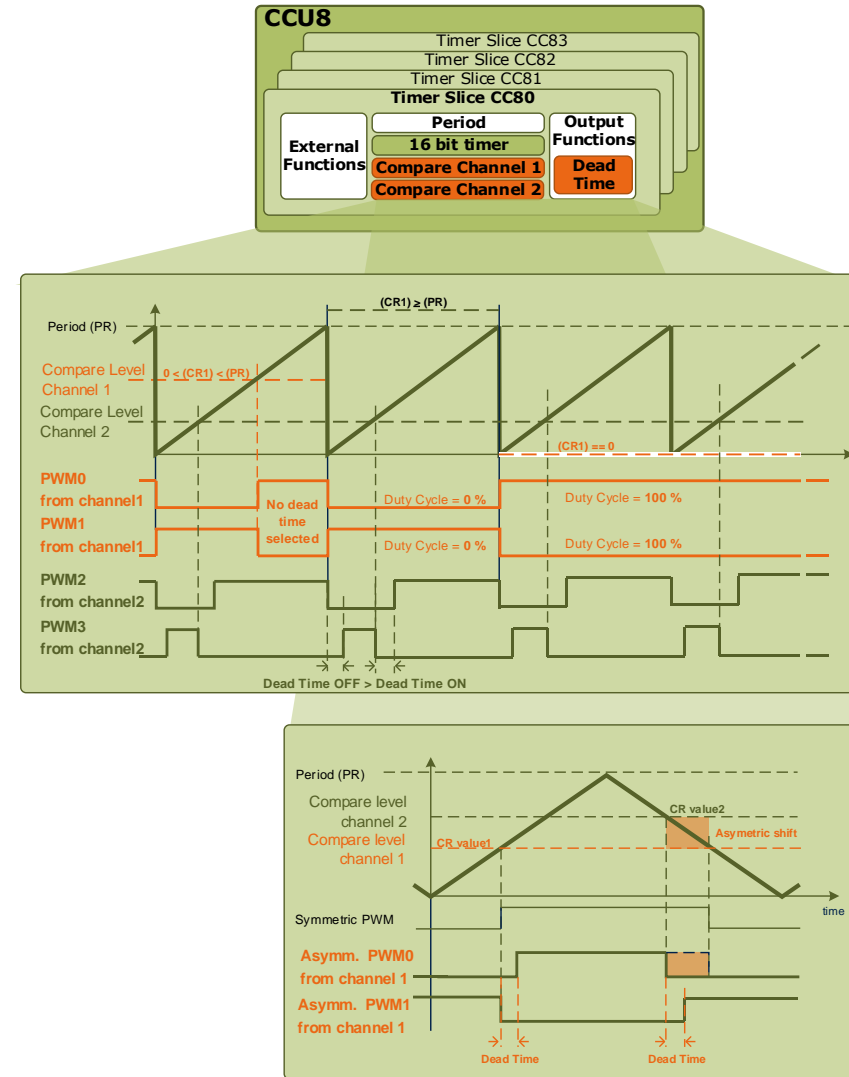 CCU8
Timer Slice CC83
Timer Slice CC82
Timer Slice CC81
Timer Slice CC80
External
Functions
Period
16 bit timer
Compare Channel 1
Compare Channel 2
Output
Functions
Dead
Time
(CR1) ≥ (PR)
Period (PR)
Compare Level
Channel 1
0 < (CR1) < (PR)
Compare Level
Channel 2
(CR1) == 0
PWM0
from channel1
No dead
time
selected
Duty Cycle = 0 %
Duty Cycle = 100 %
PWM1
from channel1
Duty Cycle = 0 %
Duty Cycle = 100 %
PWM2
from channel2
PWM3
from channel2
Dead Time OFF > Dead Time ON
Period (PR)
Compare level
channel 2
CR value2
Compare level
channel 1
CR value1
Asymetric shift
time
Symmetric PWM
Asymm. PWM0
from channel 1
Asymm. PWM1
from channel 1
Dead Time
Dead Time